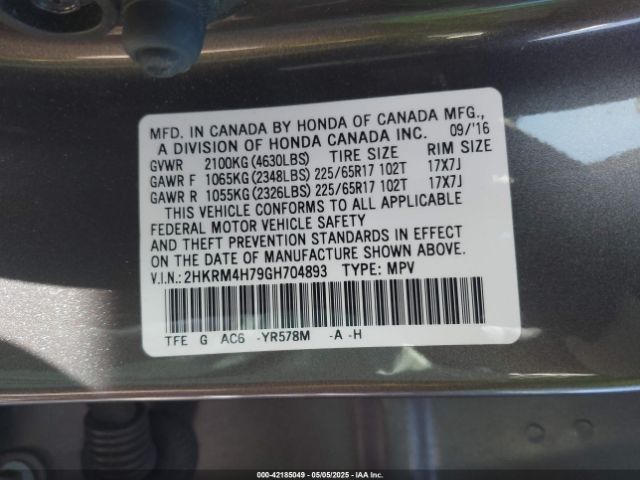 MFD. IN CANADA BY HONDA OF CANADA MFG.,
A DIVISION OF HONDA CANADA INC. 09/'16
GVWR 2100KG(4630LBS) TIRE SIZE RIM SIZE
GAWR F 1065KG(2348LBS) 225/65R17 102T 17X7J
GAWR R 1055KG(2326LBS) 225/65R17 102T 17X7J
THIS VEHICLE CONFORMS TO ALL APPLICABLE
FEDERAL MOTOR VEHICLE SAFETY
AND THEFT PREVENTION STANDARDS IN EFFECT
ON THE DATE OF MANUFACTURE SHOWN ABOVE.
V.I.N.: 2HKRM4H79GH704893 TYPE: MPV
TFE G AC6 -YR578M -A -H
000-42185049 - 05/05/2025 - IAA Inc.